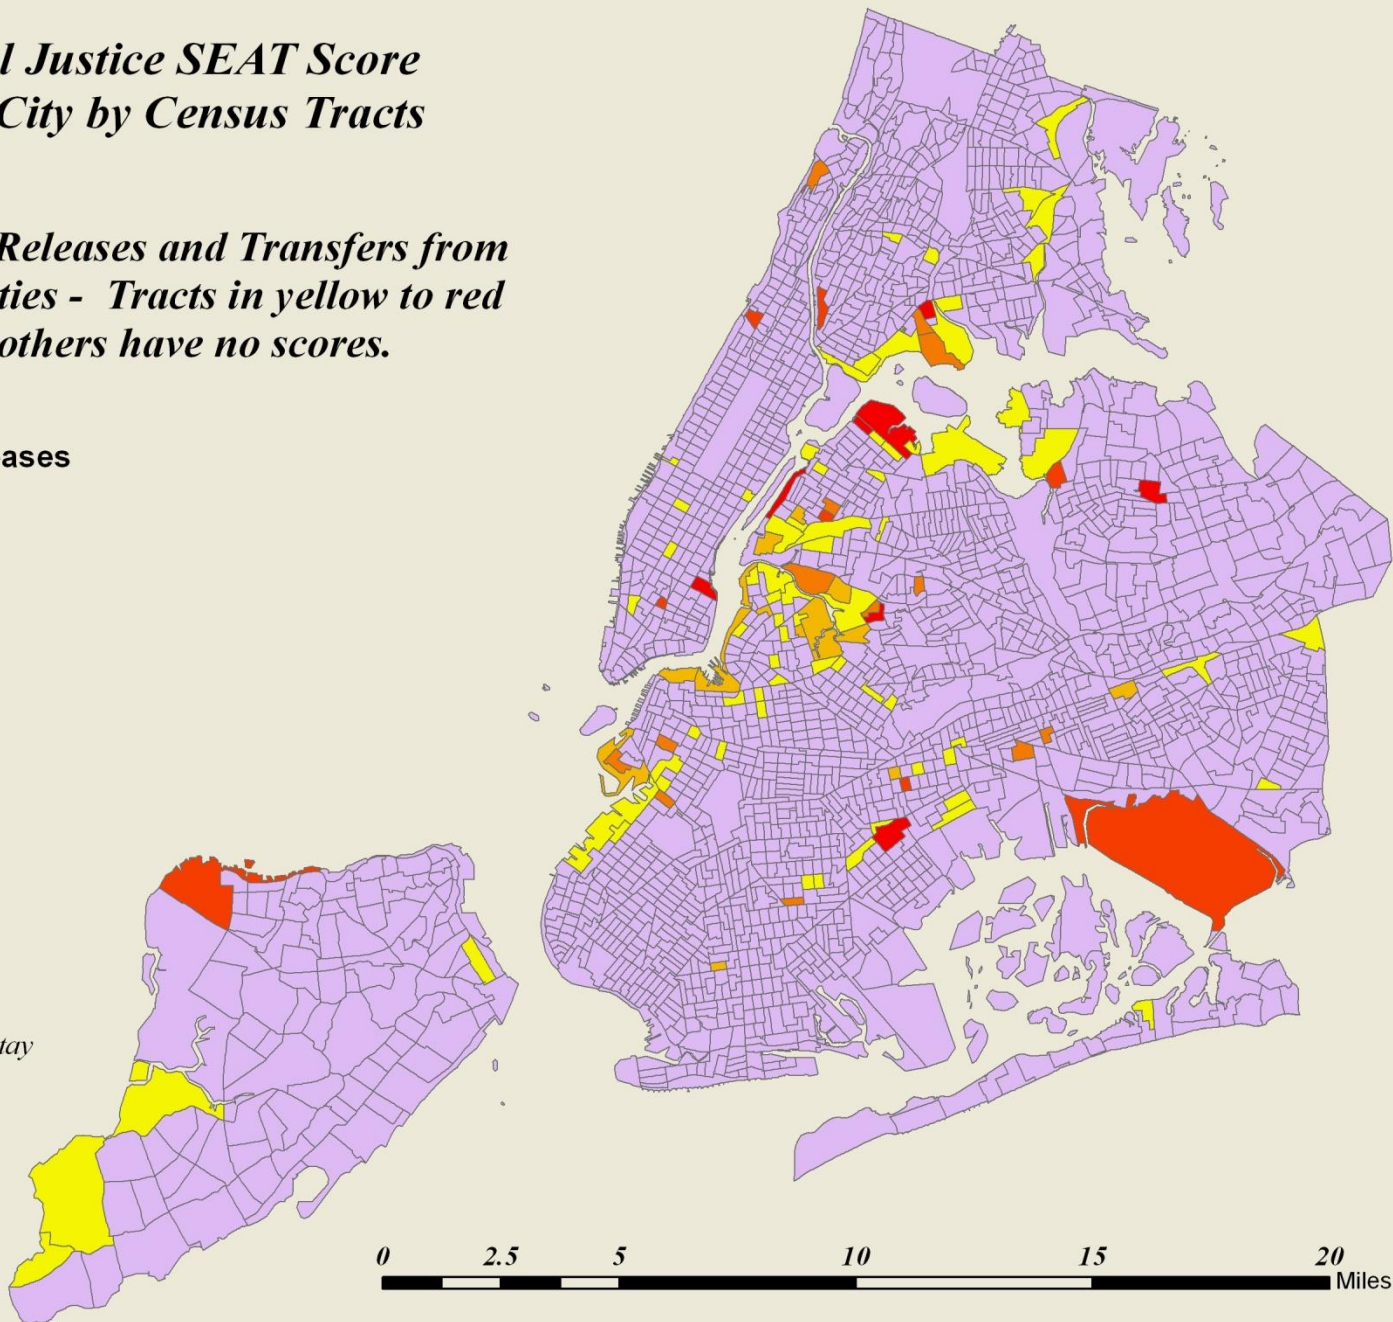 l Justice SEAT Score
City by Census Tracts
Releases and Transfers from
ties - Tracts in yellow to red
others have no scores.
ases
tay
0 2.5 5 10 15 20
Miles